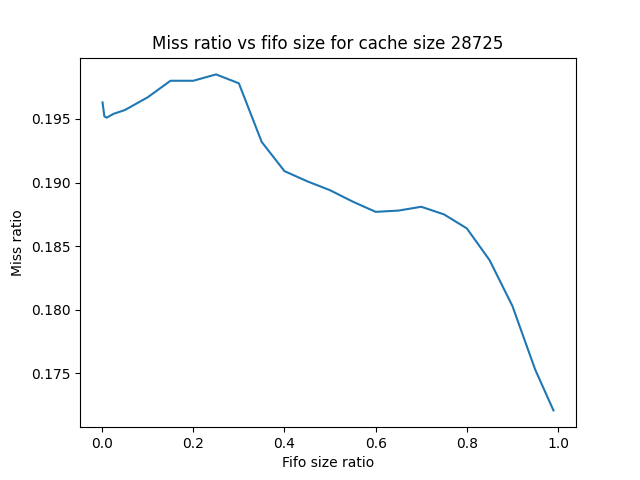 Miss ratio vs fifo size for cache size 28725
0.195
0.190
0.185
0.180
0.175
Miss ratio
0.0 0.2 0.4 0.6 0.8 1.0
Fifo size ratio